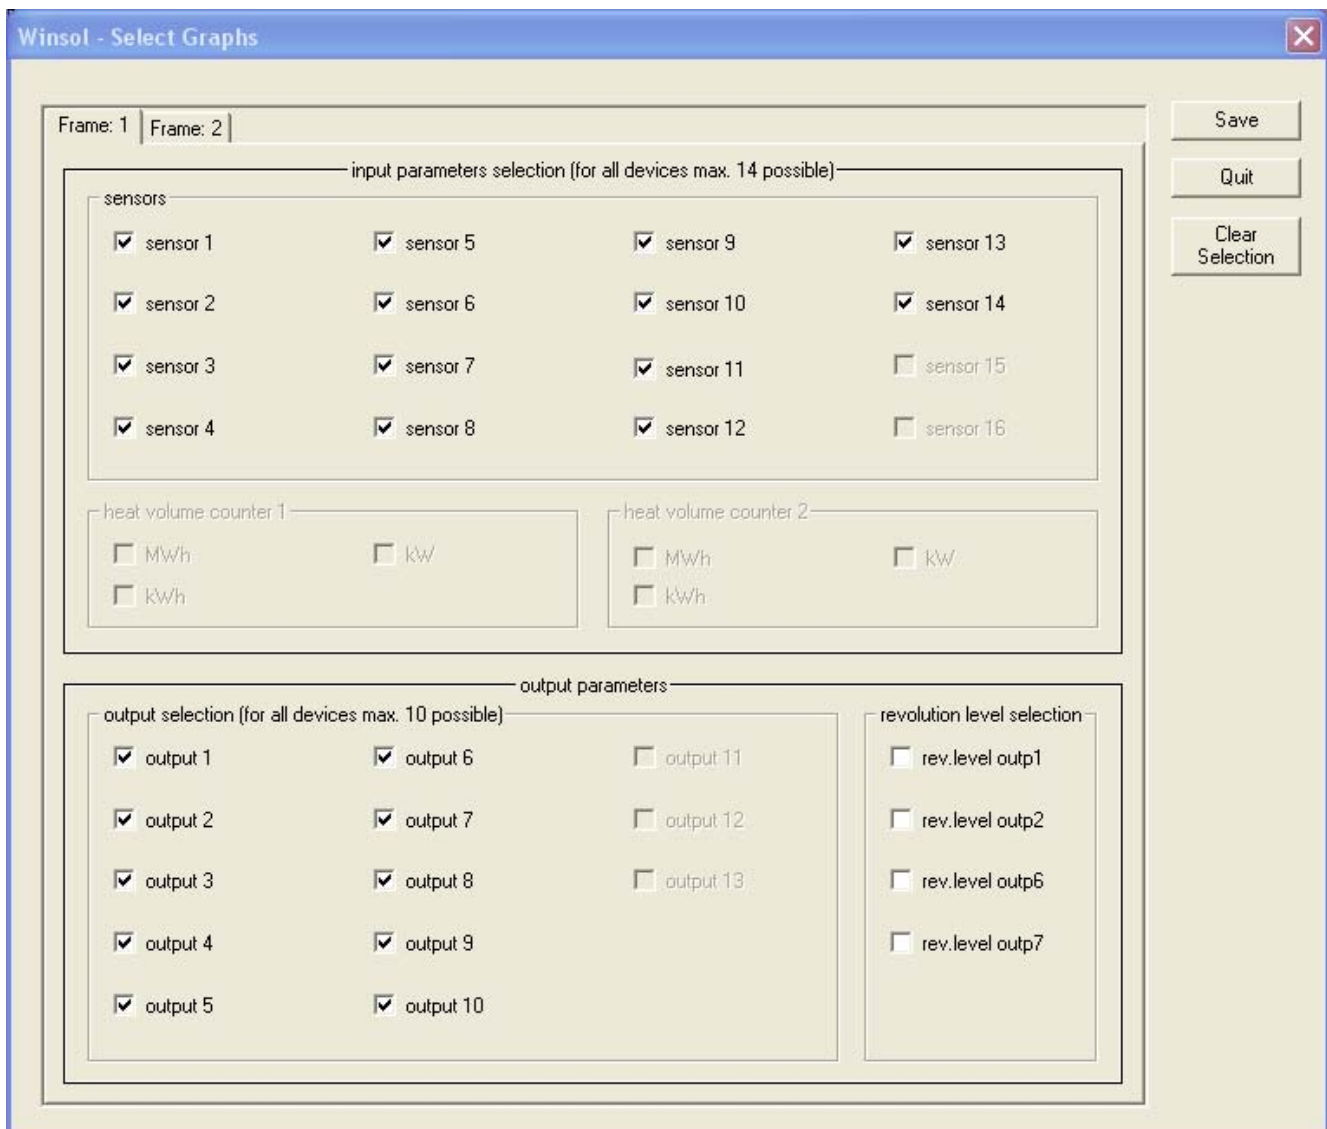 Winsol - Select Graphs
Frame: 1 Frame: 2
Save
Quit
Clear
Selection
input parameters selection (for all devices max. 14 possible)
sensors
sensor 1 sensor 5 sensor 9 sensor 13
sensor 2 sensor 6 sensor 10 sensor 14
sensor 3 sensor 7 sensor 11 sensor 15
sensor 4 sensor 8 sensor 12 sensor 16
heat volume counter 1 heat volume counter 2
MWh kW MWh kW
kWh kWh
output parameters
output selection (for all devices max. 10 possible) revolution level selection
output 1 output 6 output 11 rev.level outp1
output 2 output 7 output 12 rev.level outp2
output 3 output 8 output 13 rev.level outp6
output 4 output 9 rev.level outp7
output 5 output 10